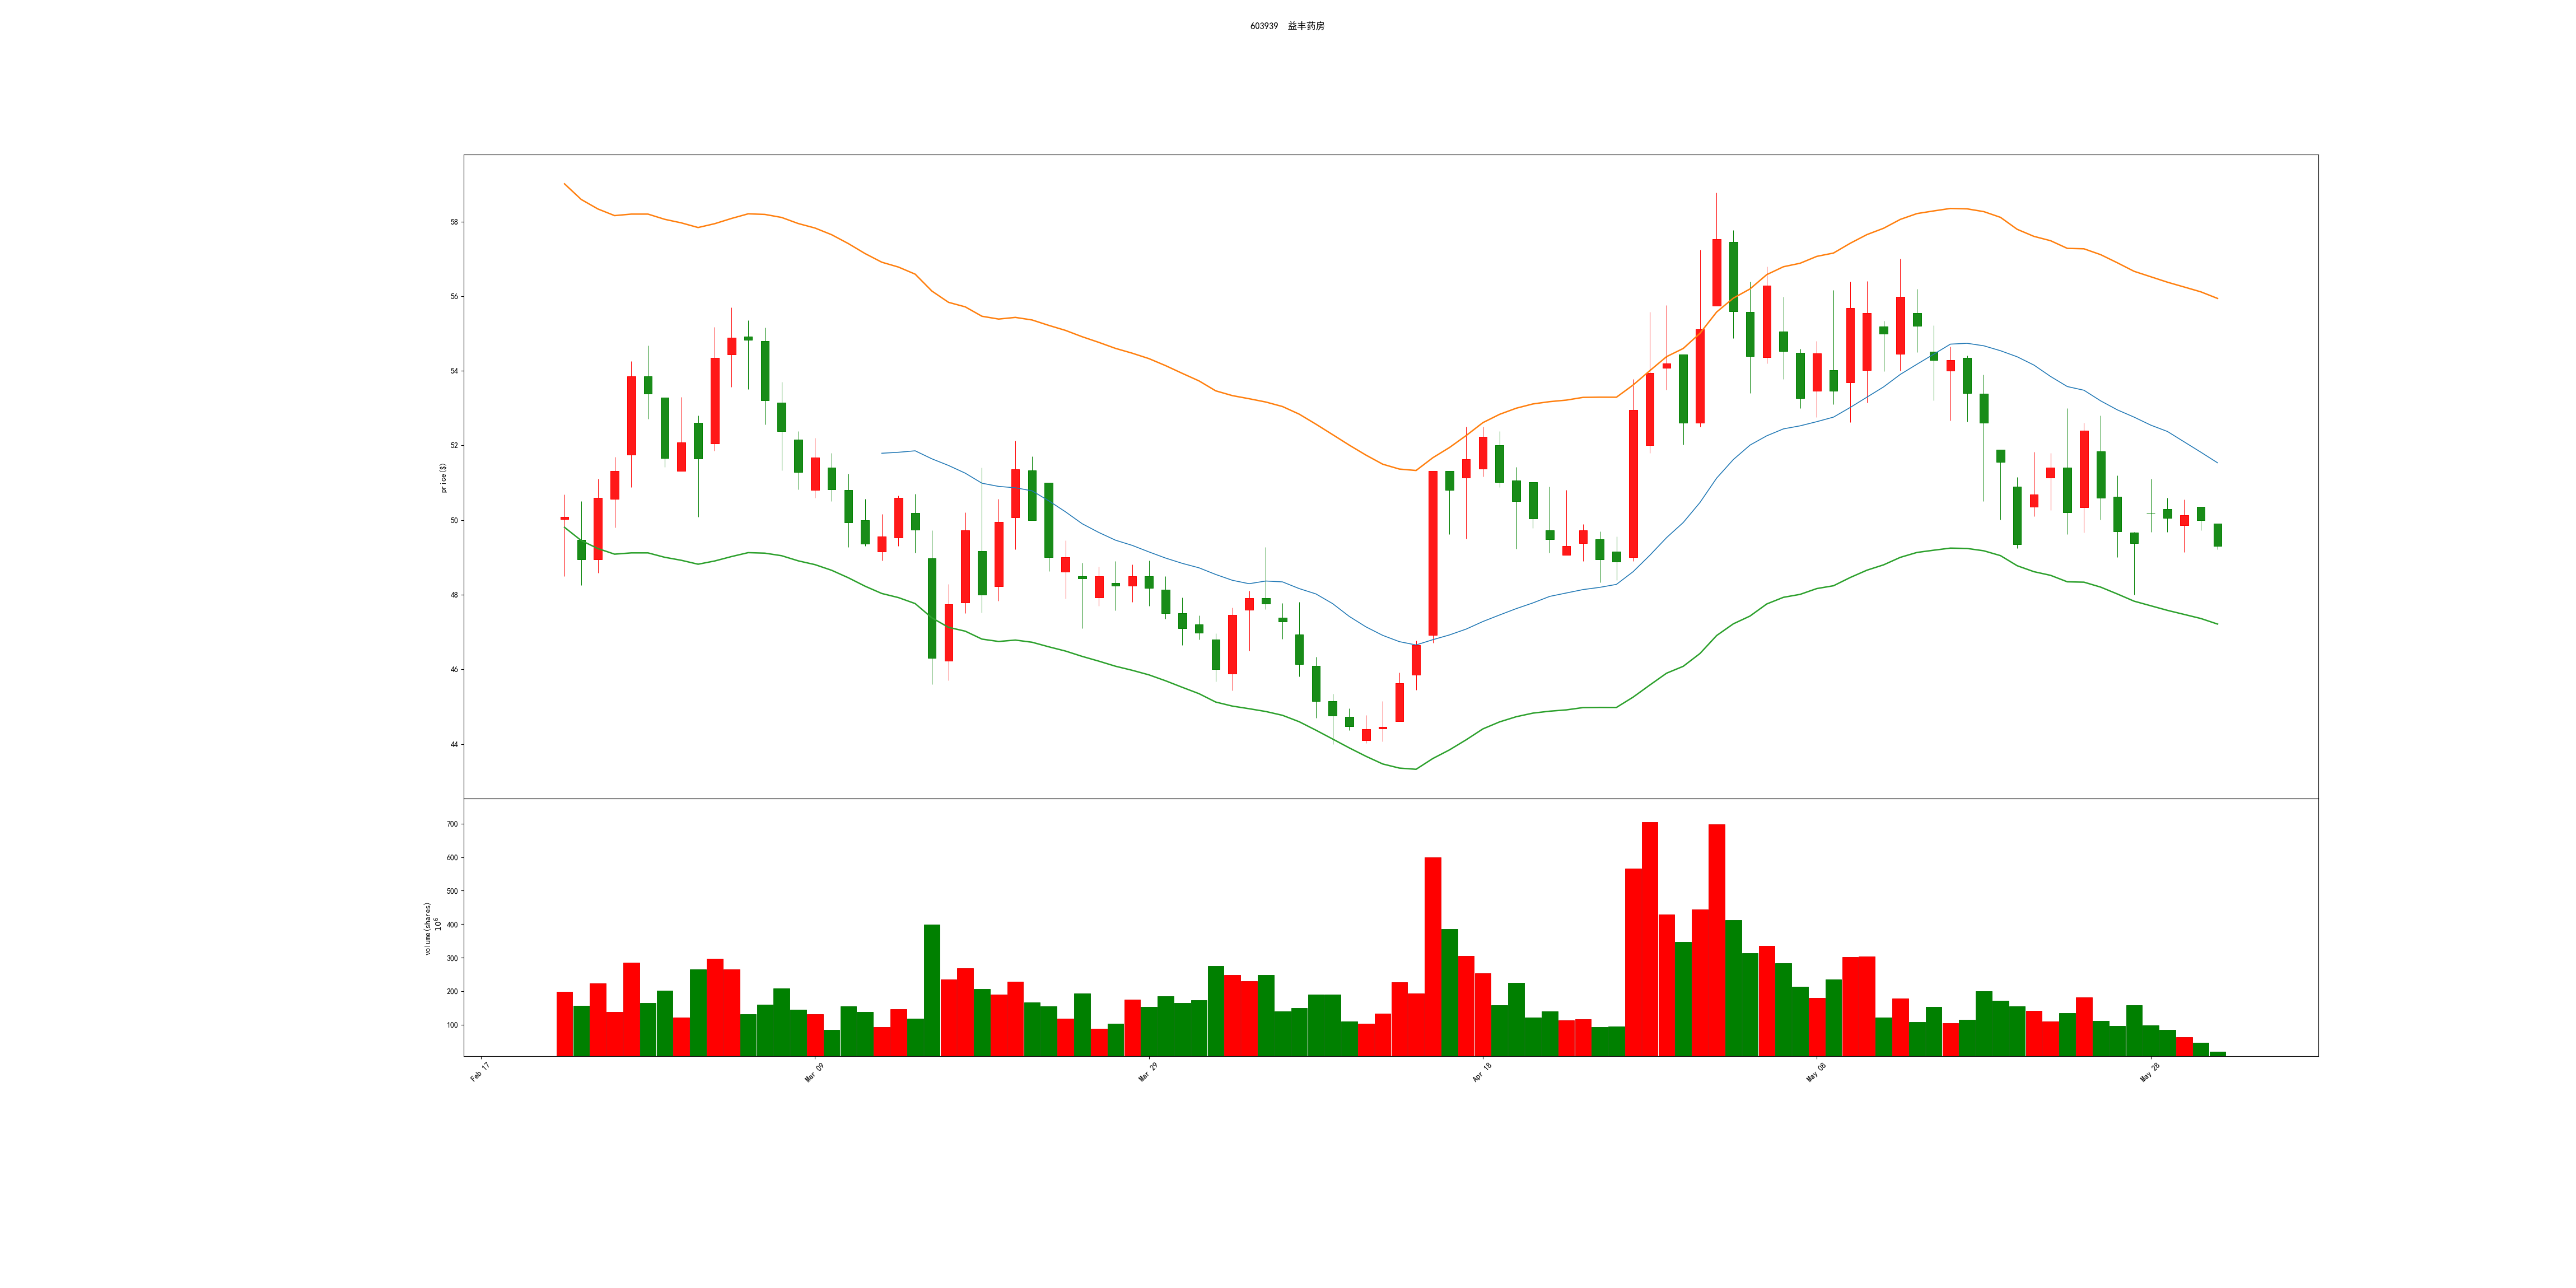 603939 益丰药房
price($)
58
56
54
52
50
48
46
44
volume(shares)
10^6
700
600
500
400
300
200
100
Feb 17
Mar 09
Mar 29
Apr 18
May 08
May 28